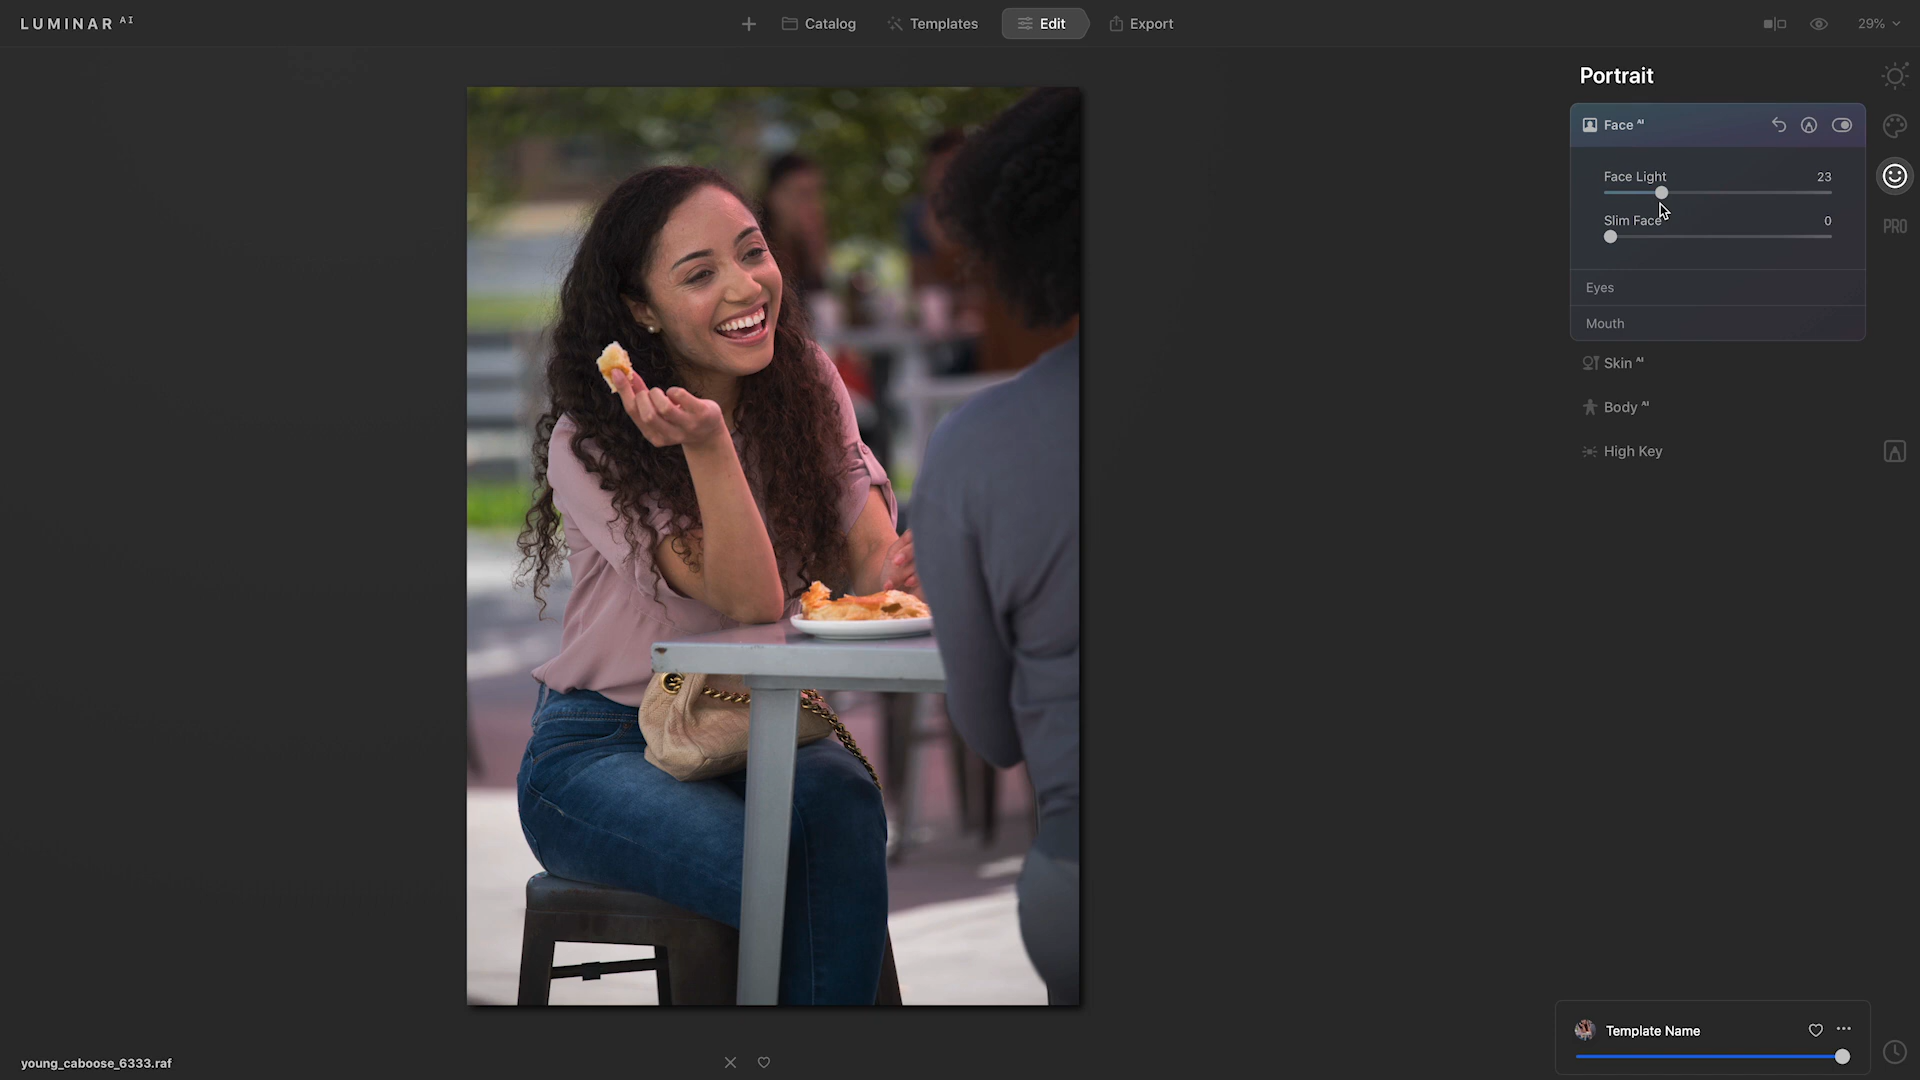 LUMINAR AI
Catalog
Templates
Edit
Export
29%
Portrait
Face AI
Face Light 23
Slim Face 0
Eyes
Mouth
Skin AI
Body AI
High Key
PRO
Template Name
young_caboose_6333.raf